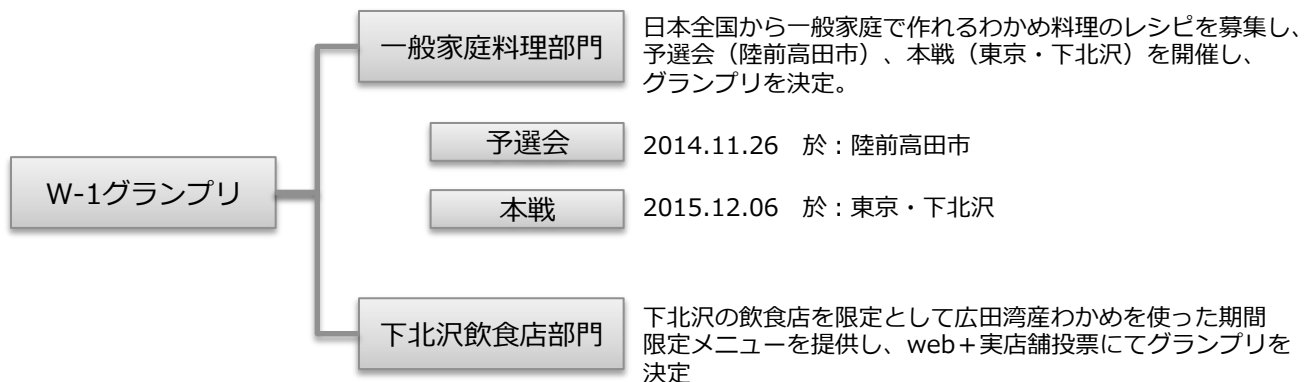 W-1グランプリ
一般家庭料理部門
日本全国から一般家庭で作れるわかめ料理のレシピを募集し、
予選会（陸前高田市）、本戦（東京・下北沢）を開催し、
グランプリを決定。
予選会
2014.11.26　於：陸前高田市
本戦
2015.12.06　於：東京・下北沢
下北沢飲食店部門
下北沢の飲食店を限定として広田湾産わかめを使った期間
限定メニューを提供し、web＋実店舗投票にてグランプリを
決定